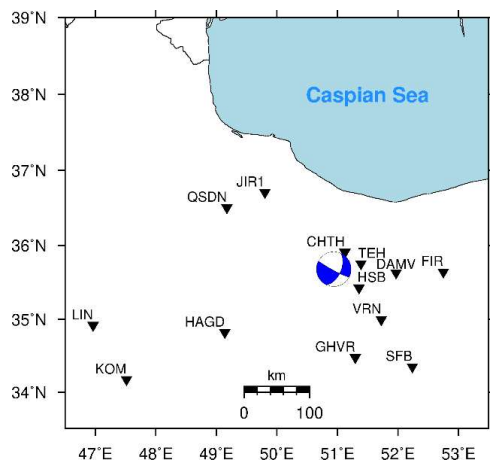 39°N
38°N
Caspian Sea
37°N
JIR1
QSDN
36°N
CHTH
TEH
DAMV
FIR
HSB
VRN
35°N
LIN
HAGD
GHVR
SFB
KOM
km
34°N
0
100
47°E
48°E
49°E
50°E
51°E
52°E
53°E